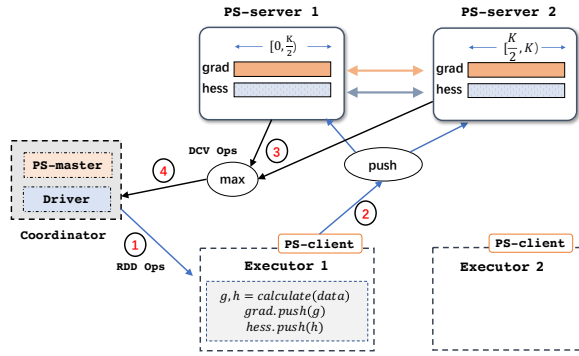 PS-server 1
PS-server 2
[0, K/2)
[K/2, K)
grad
hess
grad
hess
DCV Ops
3
4
max
push
PS-master
Driver
Coordinator
2
1
RDD Ops
PS-client
PS-client
Executor 1
Executor 2
g, h = calculate(data)
grad.push(g)
hess.push(h)